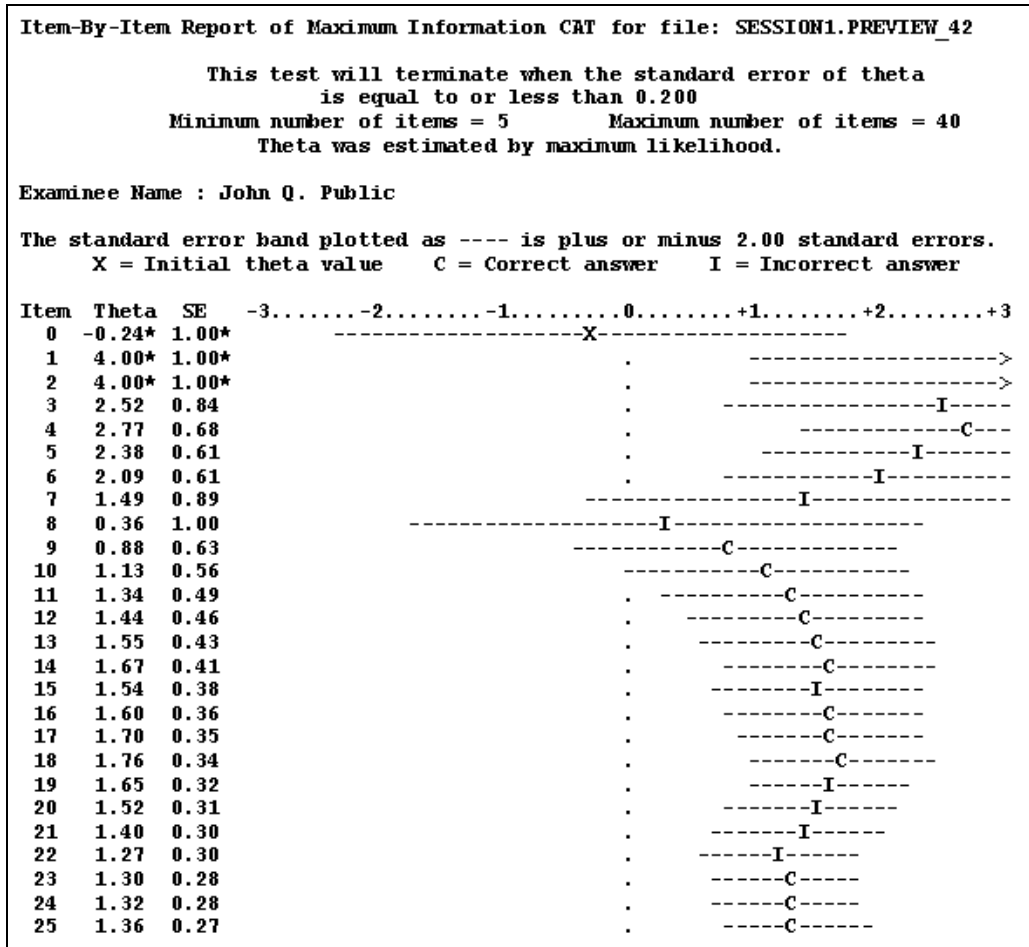 Item-By-Item Report of Maximum Information CAT for file: SESSION1.PREVIEW_42
This test will terminate when the standard error of theta
is equal to or less than 0.200
Minimum number of items = 5 Maximum number of items = 40
Theta was estimated by maximum likelihood.
Examinee Name : John Q. Public
The standard error band plotted as ---- is plus or minus 2.00 standard errors.
X = Initial theta value C = Correct answer I = Incorrect answer
Item Theta SE -3.......-2........-1.........0........+1........+2........+3
0 -0.24* 1.00* --------------------X--------------------
1 4.00* 1.00* . -------------------->
2 4.00* 1.00* . -------------------->
3 2.52 0.84 . -----------------I-----
4 2.77 0.68 . -------------C---
5 2.38 0.61 . ------------I-------
6 2.09 0.61 . ------------I----------
7 1.49 0.89 -----------------I----------------
8 0.36 1.00 --------------------I--------------------
9 0.88 0.63 ------------C-------------
10 1.13 0.56 -----------C-----------
11 1.34 0.49 . ----------C----------
12 1.44 0.46 . ---------C---------
13 1.55 0.43 . ---------C---------
14 1.67 0.41 . --------C--------
15 1.54 0.38 . --------I--------
16 1.60 0.36 . --------C-------
17 1.70 0.35 . --------C-------
18 1.76 0.34 . -------C-------
19 1.65 0.32 . ------I------
20 1.52 0.31 . -------I------
21 1.40 0.30 . -------I------
22 1.27 0.30 . ------I------
23 1.30 0.28 . ------C-----
24 1.32 0.28 . ------C-----
25 1.36 0.27 . -----C------